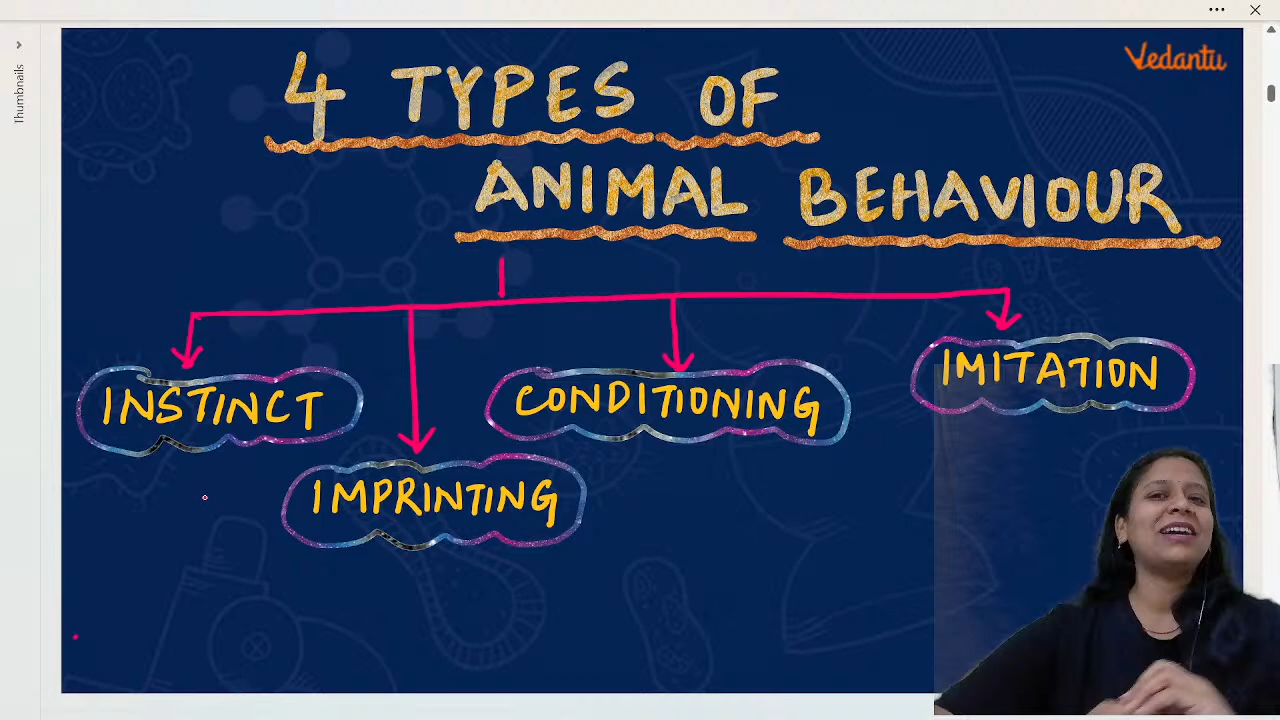 Thumbnails
Vedantu
4 TYPES OF
ANIMAL BEHAVIOUR
INSTINCT
IMPRINTING
CONDITIONING
IMITATION